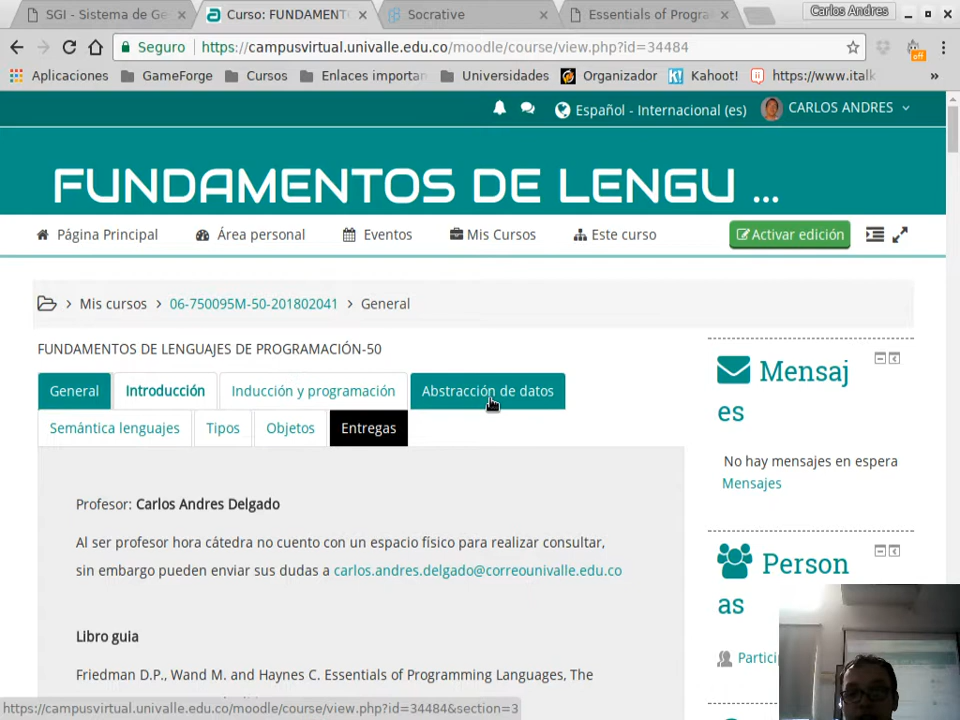 SGI - Sistema de Ge
Curso: FUNDAMENT
Socrative
Essentials of Progra
Carlos Andres
Seguro
https://campusvirtual.univalle.edu.co/moodle/course/view.php?id=34484
off
Aplicaciones
GameForge
Cursos
Enlaces importan
Universidades
Organizador
Kahoot!
https://www.italk
»
Español - Internacional (es)
CARLOS ANDRES
FUNDAMENTOS DE LENGU ...
Página Principal
Área personal
Eventos
Mis Cursos
Este curso
Activar edición
> Mis cursos > 06-750095M-50-201802041 > General
FUNDAMENTOS DE LENGUAJES DE PROGRAMACIÓN-50
General
Introducción
Inducción y programación
Abstracción de datos
Semántica lenguajes
Tipos
Objetos
Entregas
Profesor: Carlos Andres Delgado
Al ser profesor hora cátedra no cuento con un espacio físico para realizar consultar,
sin embargo pueden enviar sus dudas a carlos.andres.delgado@correounivalle.edu.co
Libro guia
Friedman D.P., Wand M. and Haynes C. Essentials of Programming Languages, The
Mensaj
es
No hay mensajes en espera
Mensajes
Person
as
Partici
https://campusvirtual.univalle.edu.co/moodle/course/view.php?id=34484&section=3